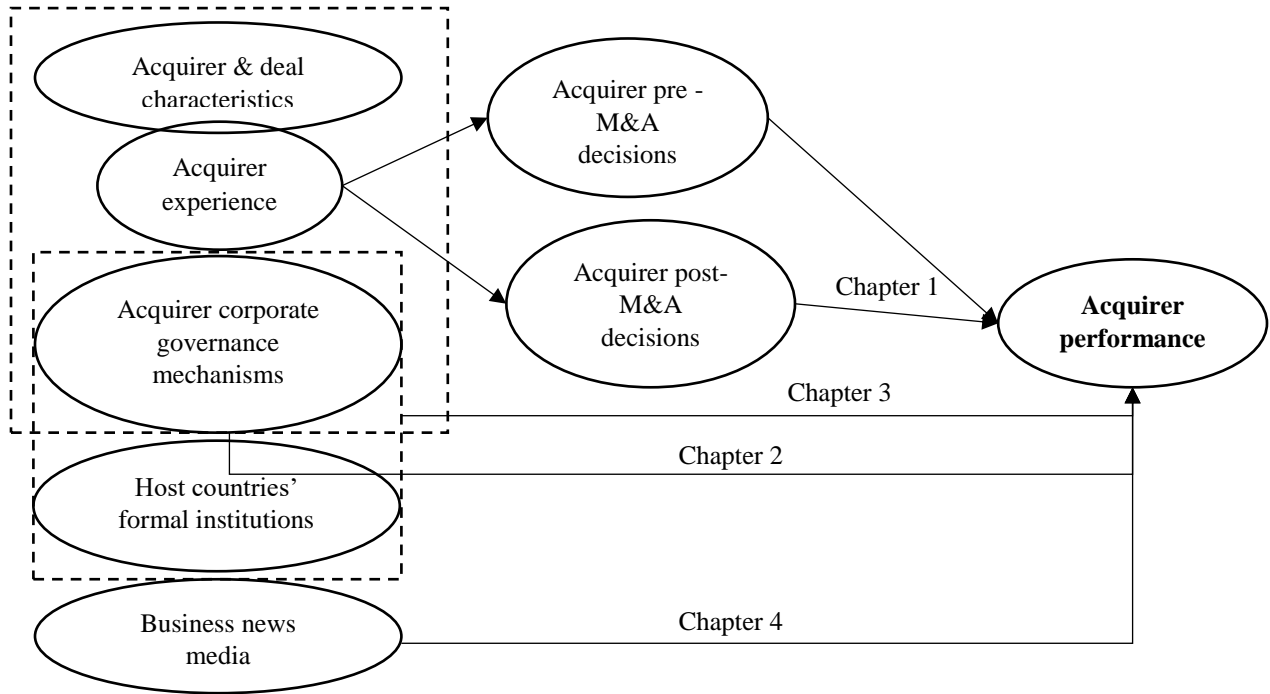 Acquirer & deal
characteristics
Acquirer
experience
Acquirer corporate
governance
mechanisms
Host countries’
formal institutions
Business news
media
Acquirer pre -
M&A
decisions
Acquirer post-
M&A
decisions
Chapter 1
Chapter 3
Chapter 2
Chapter 4
Acquirer
performance